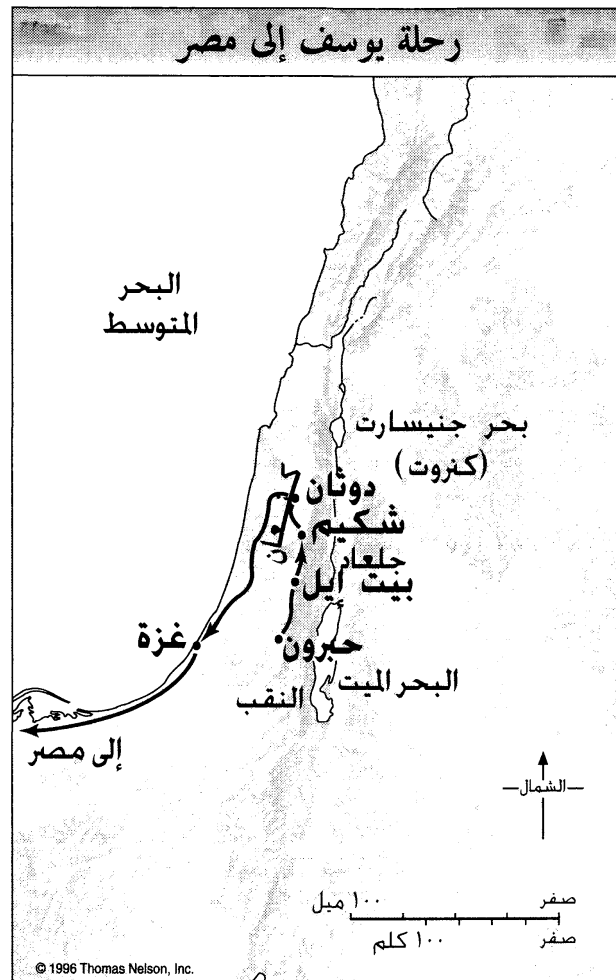 رحلة يوسف إلى مصر
البحر
المتوسط
بحر جنيسارت
(كنروت)
دوثان
شكيم
جلعاد
بيت إيل
غزة
حبرون
البحر الميت
النقب
إلى مصر
الشمال
صفر ١٠٠ ميل
صفر ١٠٠ كلم
© 1996 Thomas Nelson, Inc.